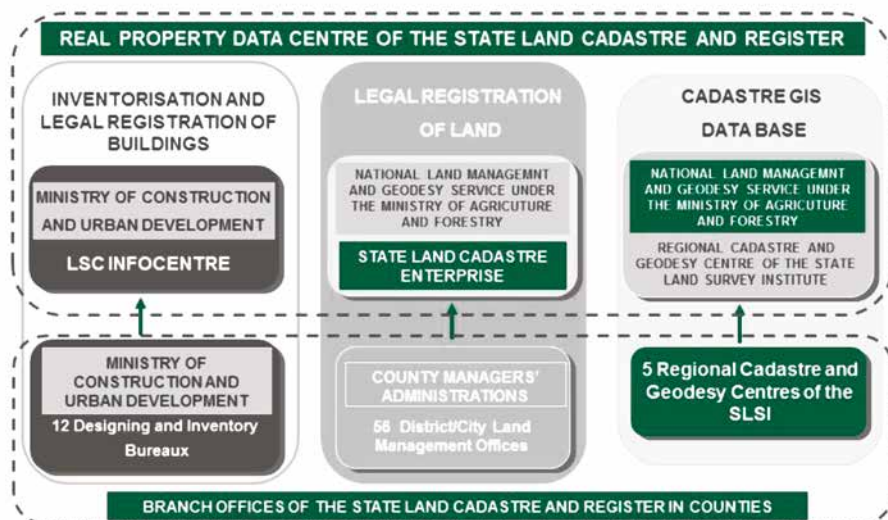 REAL PROPERTY DATA CENTRE OF THE STATE LAND CADASTRE AND REGISTER
INVENTORISATION AND
LEGAL REGISTRATION OF
BUILDINGS
MINISTRY OF CONSTRUCTION
AND URBAN DEVELOPMENT
LSC INFOCENTRE
MINISTRY OF
CONSTRUCTION AND
URBAN DEVELOPMENT
12 Designing and Inventory
Bureaux
LEGAL REGISTRATION
OF LAND
NATIONAL LAND MANAGEMNT
AND GEODESY SERVICE UNDER
THE MINISTRY OF AGRICUTURE
AND FORESTRY
STATE LAND CADASTRE
ENTERPRISE
COUNTY MANAGERS'
ADMINISTRATIONS
56 District/City Land
Management Offices
CADASTRE GIS
DATA BASE
NATIONAL LAND MANAGEMNT
AND GEODESY SERVICE UNDER
THE MINISTRY OF AGRICUTURE
AND FORESTRY
REGIONAL CADASTRE AND
GEODESY CENTRE OF THE STATE
LAND SURVEY INSTITUTE
5 Regional Cadastre and
Geodesy Centres of the
SLSI
BRANCH OFFICES OF THE STATE LAND CADASTRE AND REGISTER IN COUNTIES